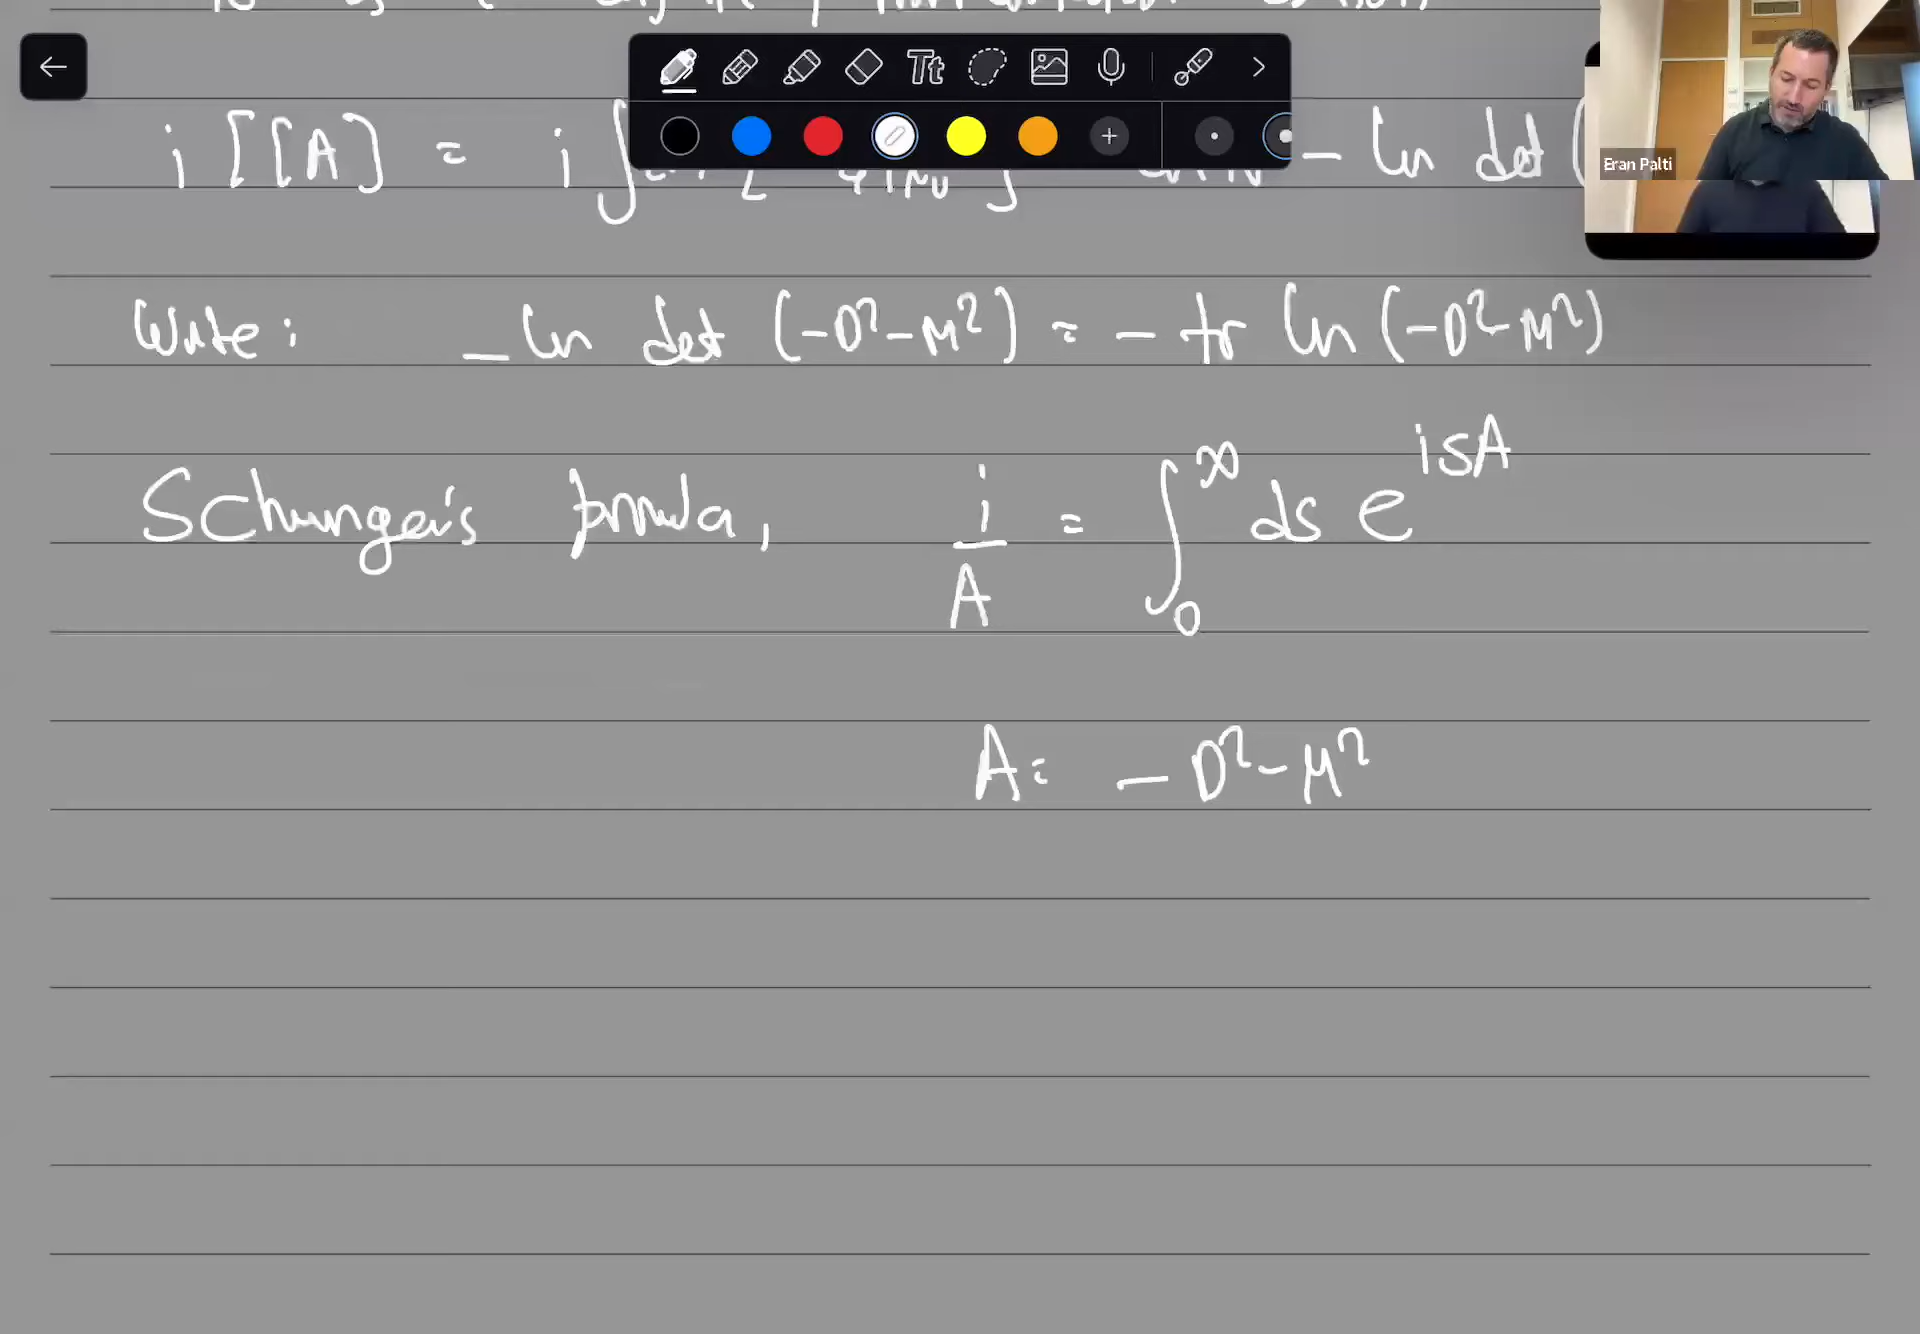 i Γ[A] = i ∫ − ln det (
Write: − ln det (−D²−M²) = − tr ln (−D²−M²)
Schwinger's formula, i/A = ∫₀^∞ ds e^{isA}
A = −D²−M²
Tt
Eran Palti